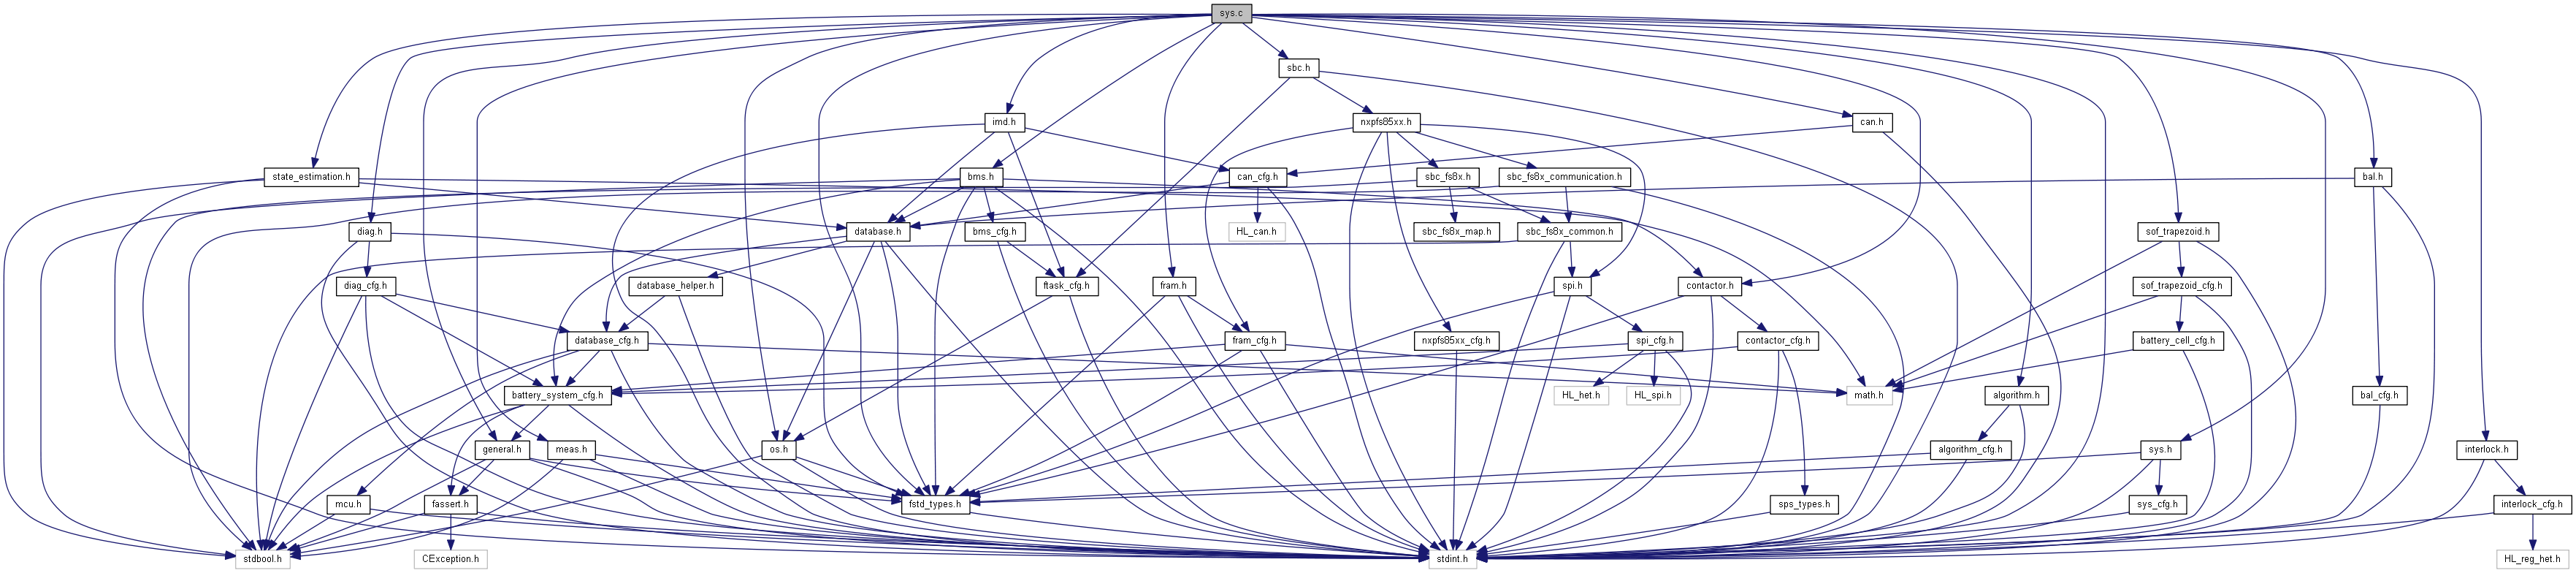 sys.c
sbc.h
imd.h
nxpfs85xx.h
can.h
state_estimation.h
bms.h
can_cfg.h
sbc_fs8x.h
sbc_fs8x_communication.h
bal.h
diag.h
database.h
bms_cfg.h
HL_can.h
sbc_fs8x_map.h
sbc_fs8x_common.h
sof_trapezoid.h
diag_cfg.h
database_helper.h
ftask_cfg.h
fram.h
spi.h
contactor.h
sof_trapezoid_cfg.h
database_cfg.h
fram_cfg.h
nxpfs85xx_cfg.h
spi_cfg.h
contactor_cfg.h
battery_cell_cfg.h
battery_system_cfg.h
HL_het.h
HL_spi.h
math.h
algorithm.h
bal_cfg.h
general.h
meas.h
os.h
algorithm_cfg.h
sys.h
interlock.h
mcu.h
fassert.h
fstd_types.h
sps_types.h
sys_cfg.h
interlock_cfg.h
stdbool.h
CException.h
stdint.h
HL_reg_het.h